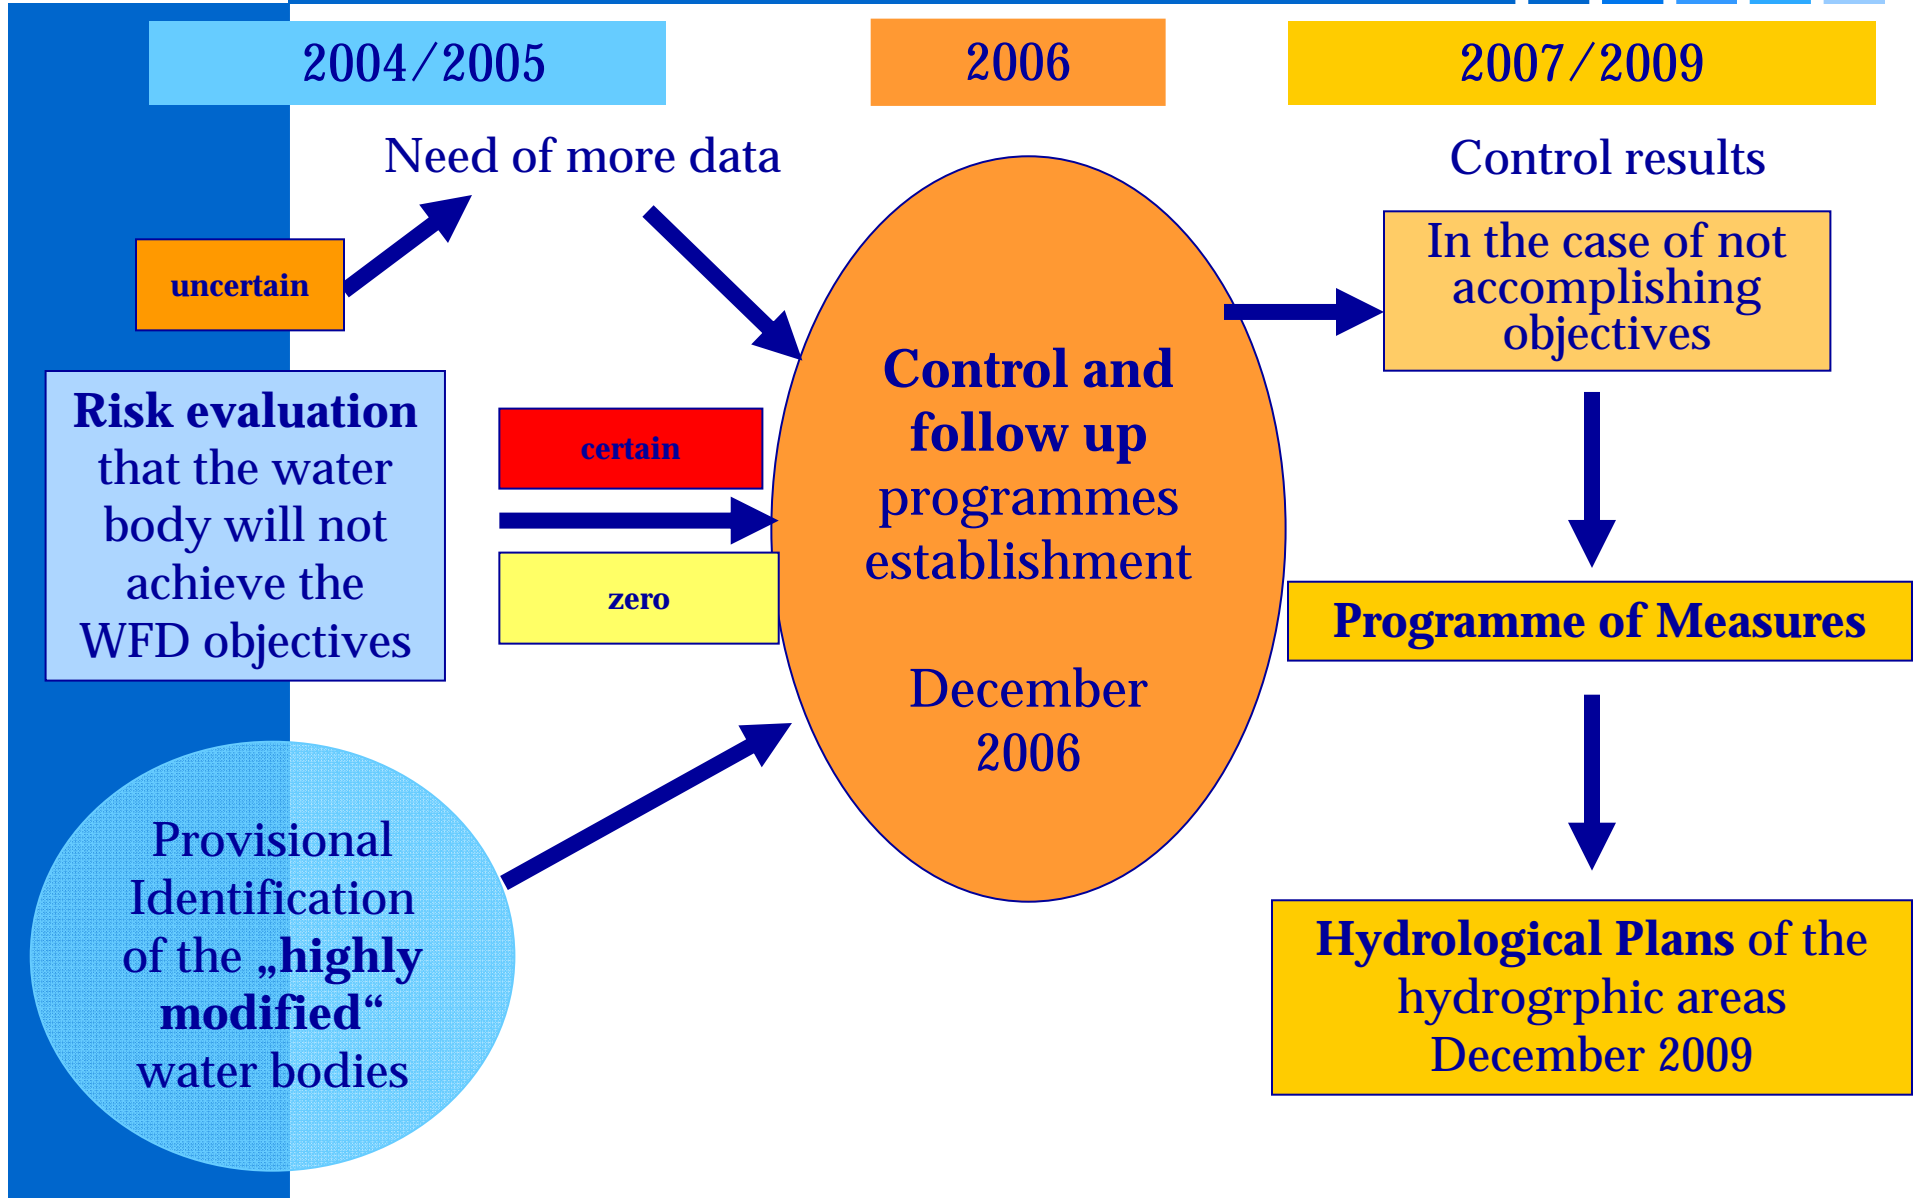 2004/2005
2006
2007/2009
Need of more data
Control results
uncertain
In the case of not
accomplishing
objectives
Risk evaluation
that the water
body will not
achieve the
WFD objectives
certain
zero
Control and
follow up
programmes
establishment
December
2006
Programme of Measures
Provisional
Identification
of the „highly
modified“
water bodies
Hydrological Plans of the
hydrogrphic areas
December 2009